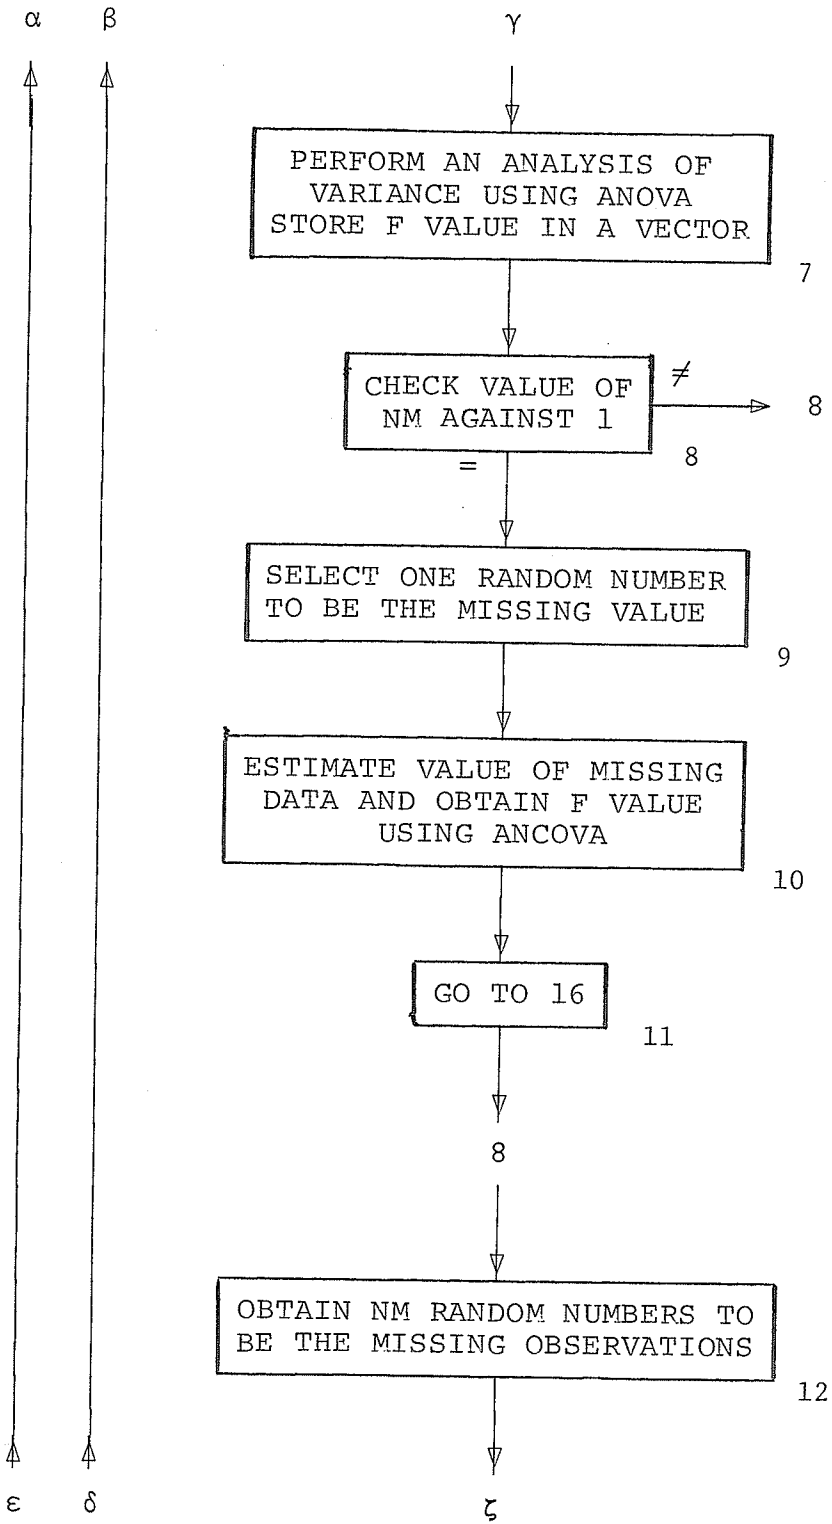 α β γ
PERFORM AN ANALYSIS OF
VARIANCE USING ANOVA
STORE F VALUE IN A VECTOR
7
CHECK VALUE OF
NM AGAINST 1
≠
8
8
=
SELECT ONE RANDOM NUMBER
TO BE THE MISSING VALUE
9
ESTIMATE VALUE OF MISSING
DATA AND OBTAIN F VALUE
USING ANCOVA
10
GO TO 16
11
8
OBTAIN NM RANDOM NUMBERS TO
BE THE MISSING OBSERVATIONS
12
ε δ ζ